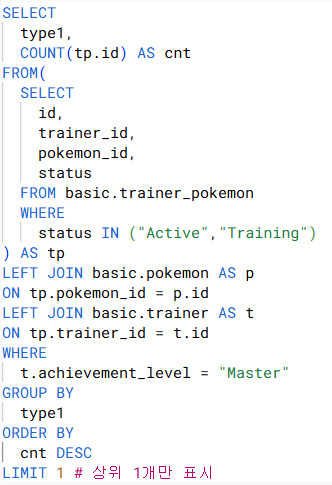 SELECT
type1,
COUNT(tp.id) AS cnt
FROM(
SELECT
id,
trainer_id,
pokemon_id,
status
FROM basic.trainer_pokemon
WHERE
status IN ("Active","Training")
) AS tp
LEFT JOIN basic.pokemon AS p
ON tp.pokemon_id = p.id
LEFT JOIN basic.trainer AS t
ON tp.trainer_id = t.id
WHERE
t.achievement_level = "Master"
GROUP BY
type1
ORDER BY
cnt DESC
LIMIT 1 # 상위 1개만 표시